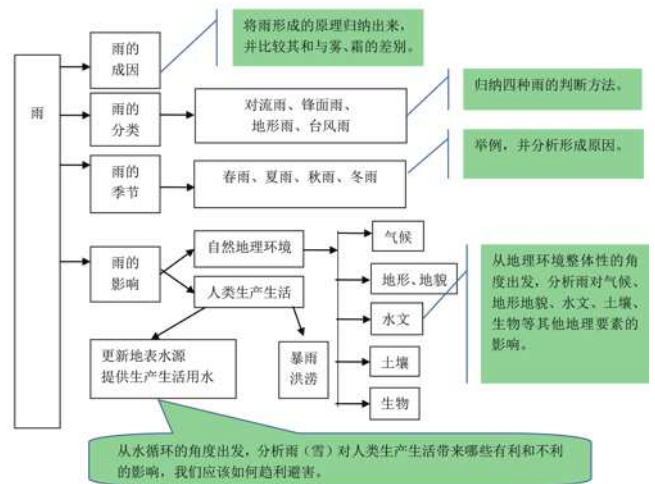 将雨形成的原理归纳出来，
并比较其和与雾、霜的差别。
雨的
成因
雨
归纳四种雨的判断方法。
雨的
分类
对流雨、锋面雨、
地形雨、台风雨
举例，并分析形成原因。
雨的
季节
春雨、夏雨、秋雨、冬雨
雨的
影响
自然地理环境
人类生产生活
气候
地形、地貌
水文
土壤
生物
从地理环境整体性的角
度出发，分析雨对气候、
地形地貌、水文、土壤、
生物等其他地理要素的
影响。
更新地表水源
提供生产生活用水
暴雨
洪涝
从水循环的角度出发，分析雨（雪）对人类生产生活带来哪些有利和不利
的影响，我们应该如何趋利避害。